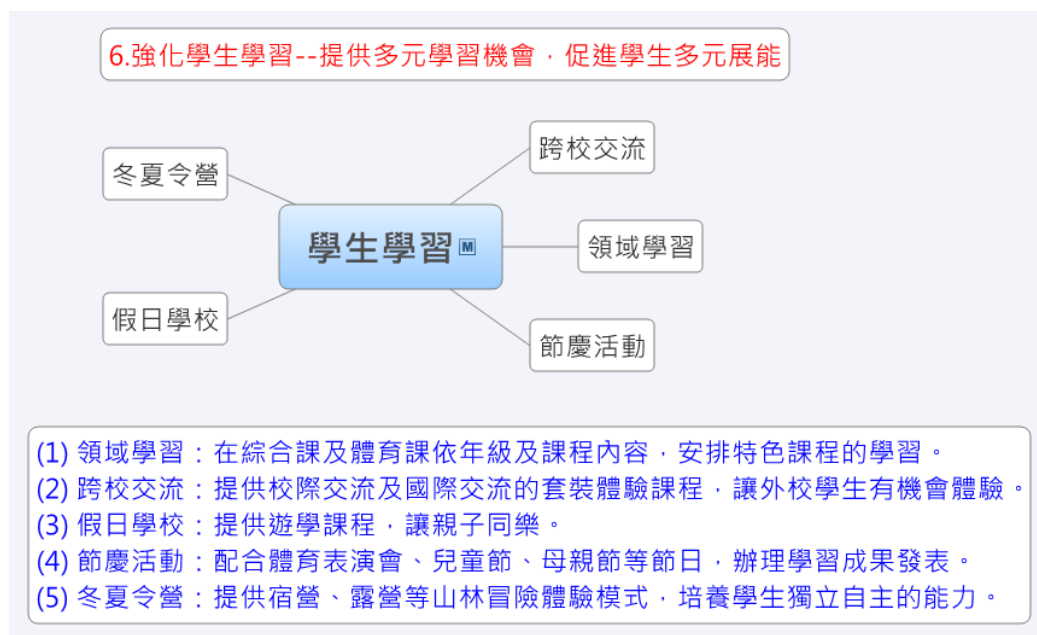 6.強化學生學習--提供多元學習機會，促進學生多元展能
跨校交流
冬夏令營
學生學習 M
領域學習
假日學校
節慶活動
(1) 領域學習：在綜合課及體育課依年級及課程內容，安排特色課程的學習。
(2) 跨校交流：提供校際交流及國際交流的套裝體驗課程，讓外校學生有機會體驗。
(3) 假日學校：提供遊學課程，讓親子同樂。
(4) 節慶活動：配合體育表演會、兒童節、母親節等節日，辦理學習成果發表。
(5) 冬夏令營：提供宿營、露營等山林冒險體驗模式，培養學生獨立自主的能力。